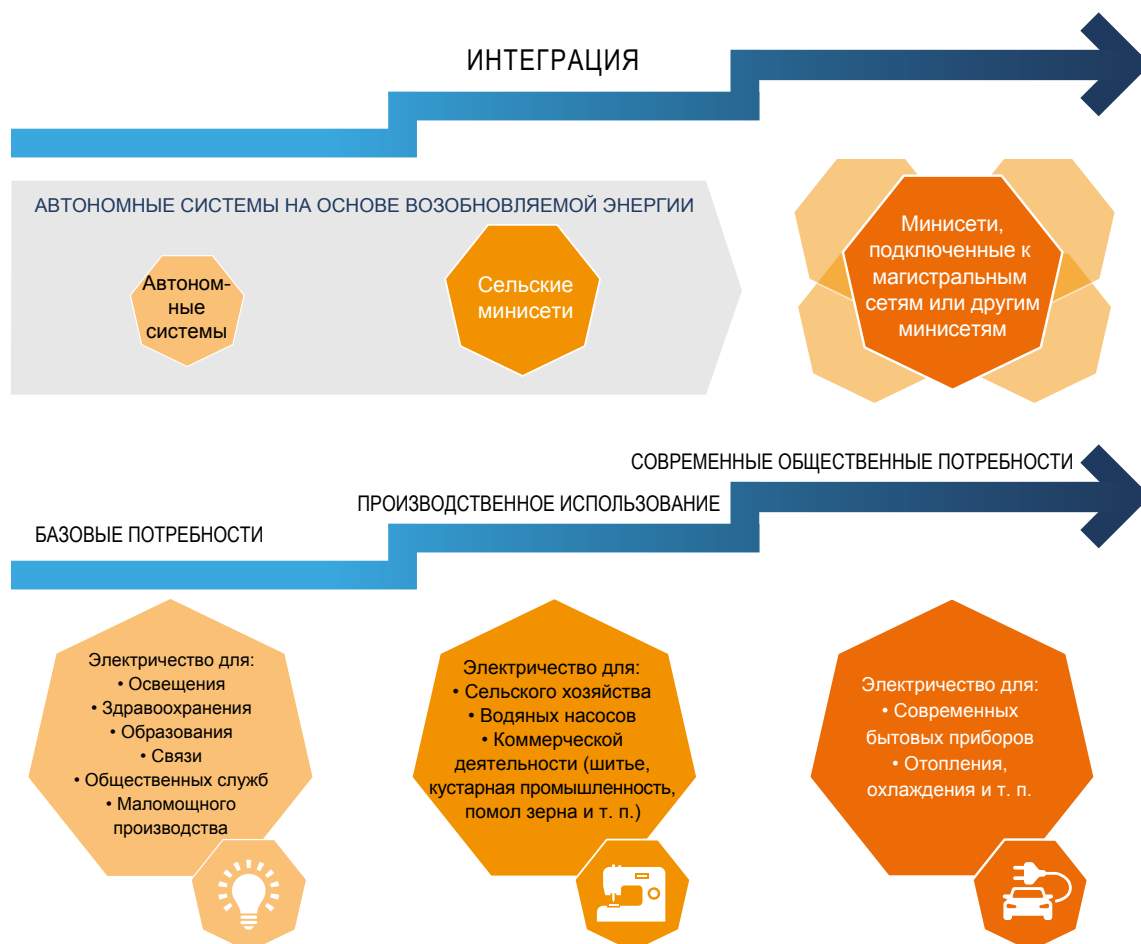 ИНТЕГРАЦИЯ
АВТОНОМНЫЕ СИСТЕМЫ НА ОСНОВЕ ВОЗОБНОВЛЯЕМОЙ ЭНЕРГИИ
Автоном-
ные
системы
Сельские
минисети
Минисети,
подключенные к
магистральным
сетям или другим
минисетям
БАЗОВЫЕ ПОТРЕБНОСТИ
ПРОИЗВОДСТВЕННОЕ ИСПОЛЬЗОВАНИЕ
СОВРЕМЕННЫЕ ОБЩЕСТВЕННЫЕ ПОТРЕБНОСТИ
Электричество для:
• Освещения
• Здравоохранения
• Образования
• Связи
• Общественных служб
• Маломощного
производства
Электричество для:
• Сельского хозяйства
• Водяных насосов
• Коммерческой
деятельности (шитье,
кустарная промышленность,
помол зерна и т. п.)
Электричество для:
• Современных
бытовых приборов
• Отопления,
охлаждения и т. п.